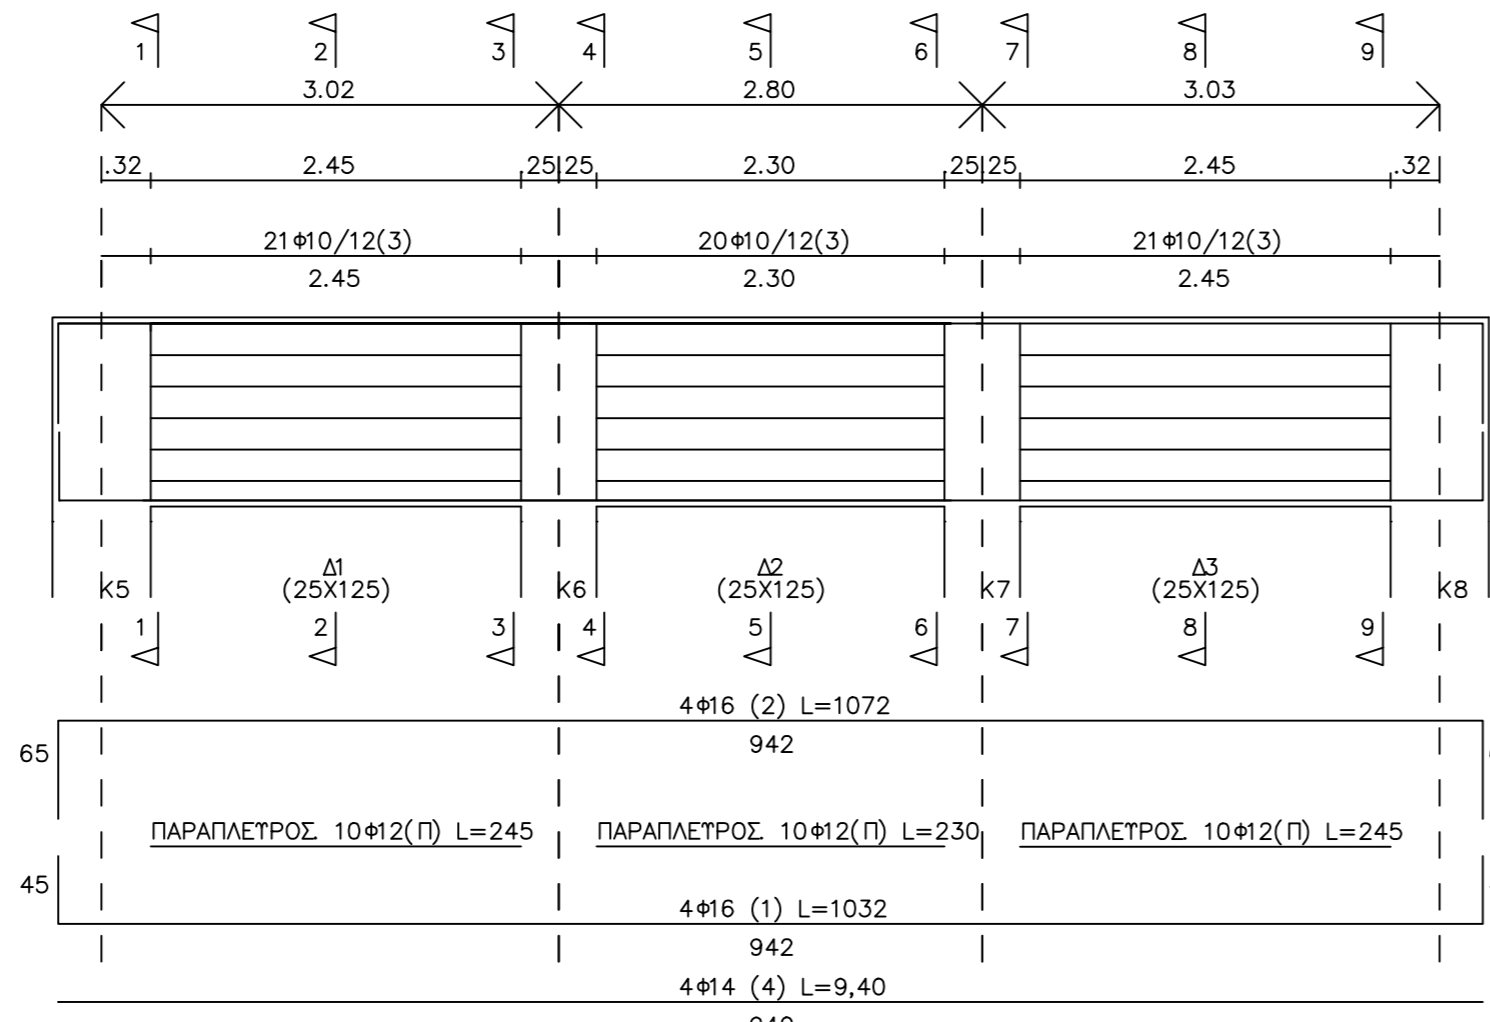 1 2 3 4 5 6 7 8 9
3.02 2.80 3.03
.32 2.45 .25 .25 2.30 .25 .25 2.45 .32
21Φ10/12(3) 20Φ10/12(3) 21Φ10/12(3)
2.45 2.30 2.45
Δ1 Δ2 Δ3
K5 (25X125) K6 (25X125) K7 (25X125) K8
1 2 3 4 5 6 7 8 9
4Φ16 (2) L=1072
65 942
ΠΑΡΑΠΛΕΥΡΟΣ. 10Φ12(Π) L=245 ΠΑΡΑΠΛΕΥΡΟΣ. 10Φ12(Π) L=230 ΠΑΡΑΠΛΕΥΡΟΣ. 10Φ12(Π) L=245
45
4Φ16 (1) L=1032
942
4Φ14 (4) L=9,40